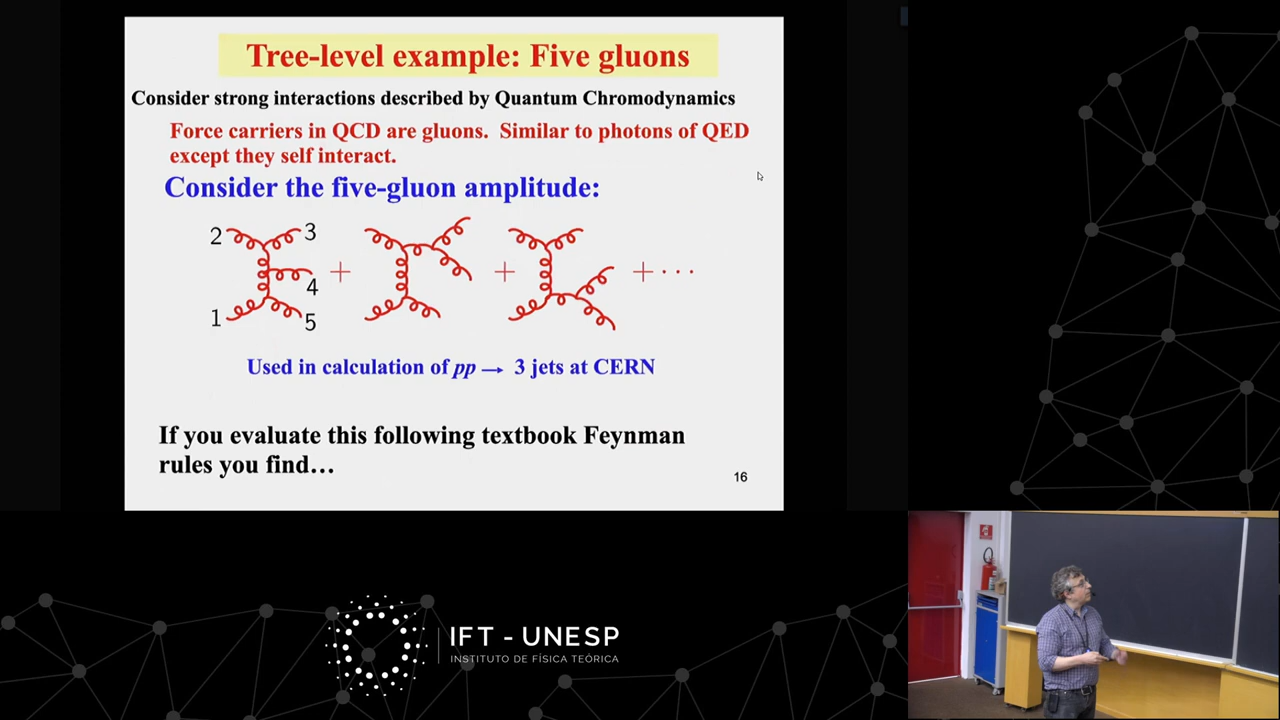 Tree-level example: Five gluons
Consider strong interactions described by Quantum Chromodynamics
Force carriers in QCD are gluons. Similar to photons of QED
except they self interact.
Consider the five-gluon amplitude:
2
3
4
1
5
+
+
+ · · ·
Used in calculation of pp → 3 jets at CERN
If you evaluate this following textbook Feynman
rules you find…
16
IFT - UNESP
INSTITUTO DE FÍSICA TEÓRICA